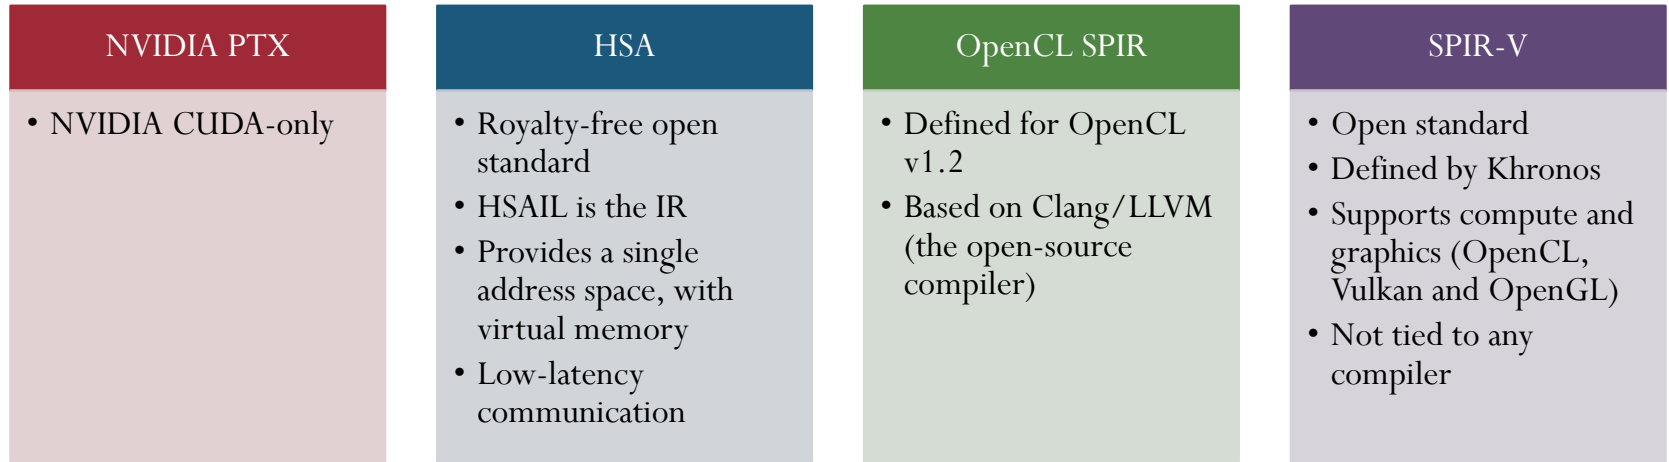 NVIDIA PTX
• NVIDIA CUDA-only
HSA
• Royalty-free open
standard
• HSAIL is the IR
• Provides a single
address space, with
virtual memory
• Low-latency
communication
OpenCL SPIR
• Defined for OpenCL
v1.2
• Based on Clang/LLVM
(the open-source
compiler)
SPIR-V
• Open standard
• Defined by Khronos
• Supports compute and
graphics (OpenCL,
Vulkan and OpenGL)
• Not tied to any
compiler